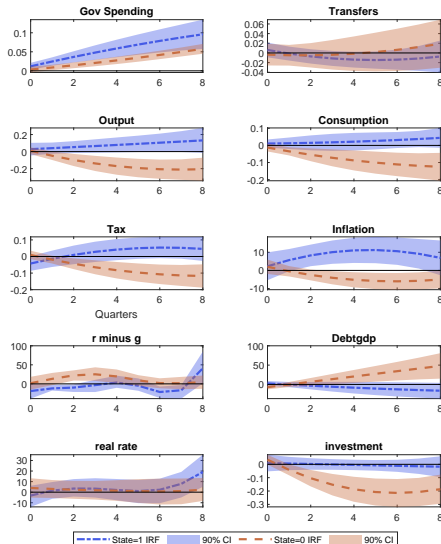 Gov Spending
0.1
0.05
0
0 2 4 6 8
Transfers
0.06
0.04
0.02
0
-0.02
-0.04
0 2 4 6 8
Output
0.2
0
-0.2
0 2 4 6 8
Consumption
0.1
0
-0.1
-0.2
0 2 4 6 8
Tax
0.1
0
-0.1
-0.2
0 2 4 6 8
Quarters
Inflation
10
0
-10
0 2 4 6 8
r minus g
100
50
0
0 2 4 6 8
Debtgdp
100
50
0
0 2 4 6 8
real rate
30
20
10
0
-10
0 2 4 6 8
investment
0
-0.1
-0.2
-0.3
0 2 4 6 8
State=1 IRF 90% CI State=0 IRF 90% CI